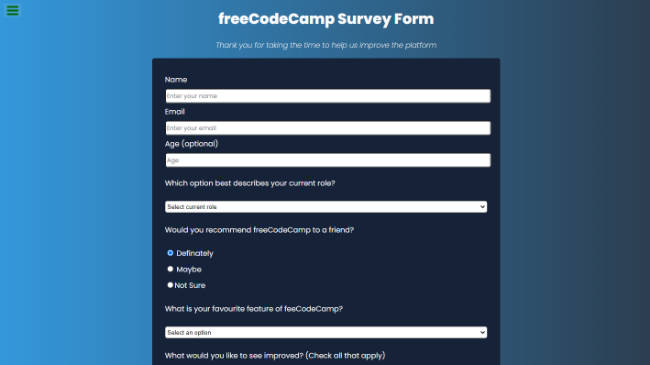 freeCodeCamp Survey Form
Thank you for taking the time to help us improve the platform
Name
Enter your name
Email
Enter your email
Age (optional)
Age
Which option best describes your current role?
Select current role
Would you recommend freeCodeCamp to a friend?
Definately
Maybe
Not Sure
What is your favourite feature of feeCodeCamp?
Select an option
What would you like to see improved? (Check all that apply)